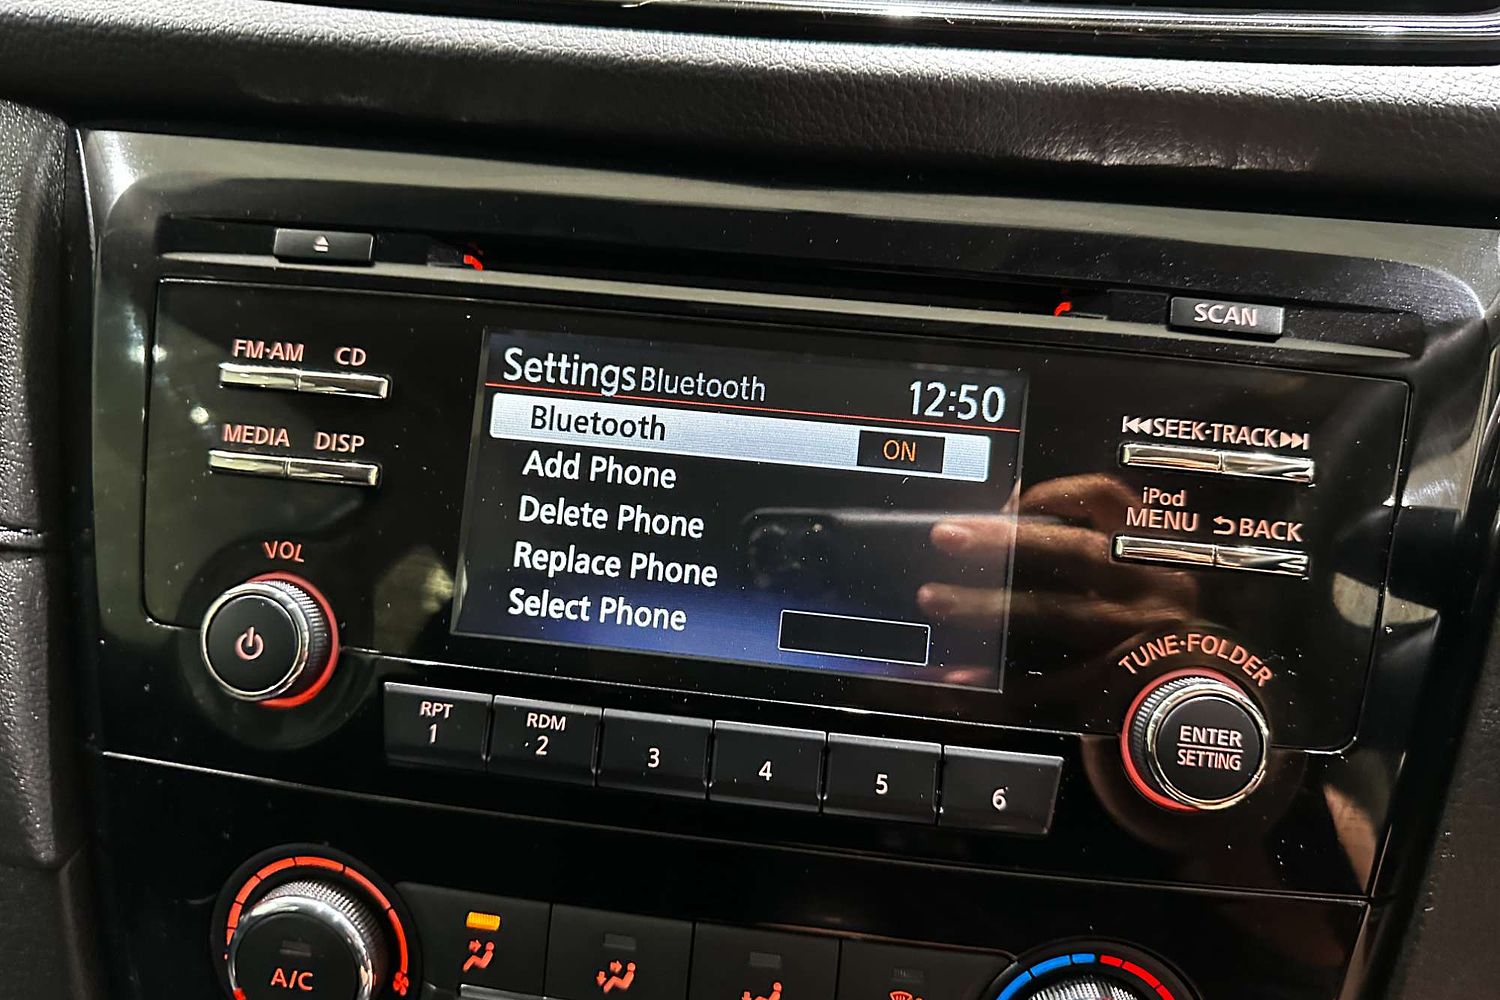 SCAN
FM·AM CD
MEDIA DISP
VOL
Settings Bluetooth 12:50
Bluetooth ON
Add Phone
Delete Phone
Replace Phone
Select Phone
SEEK·TRACK
iPod
MENU BACK
TUNE·FOLDER
ENTER
SETTING
RPT
1
RDM
2
3
4
5
6
A/C